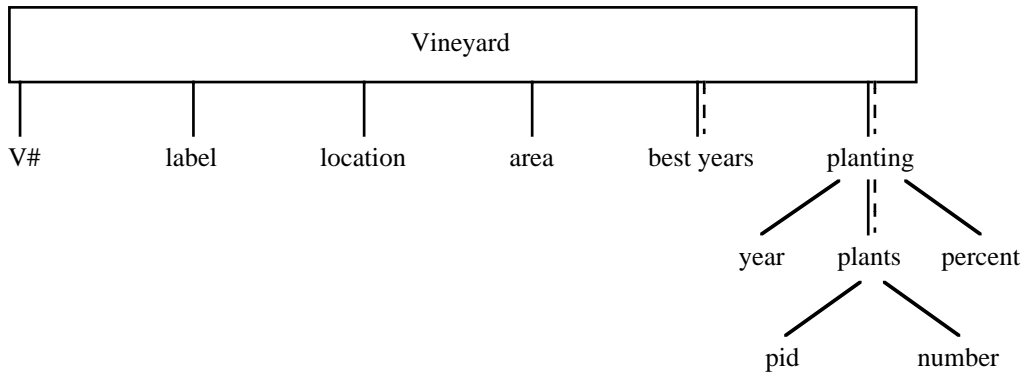 Vineyard
V# label location area best years planting
year plants percent
pid number